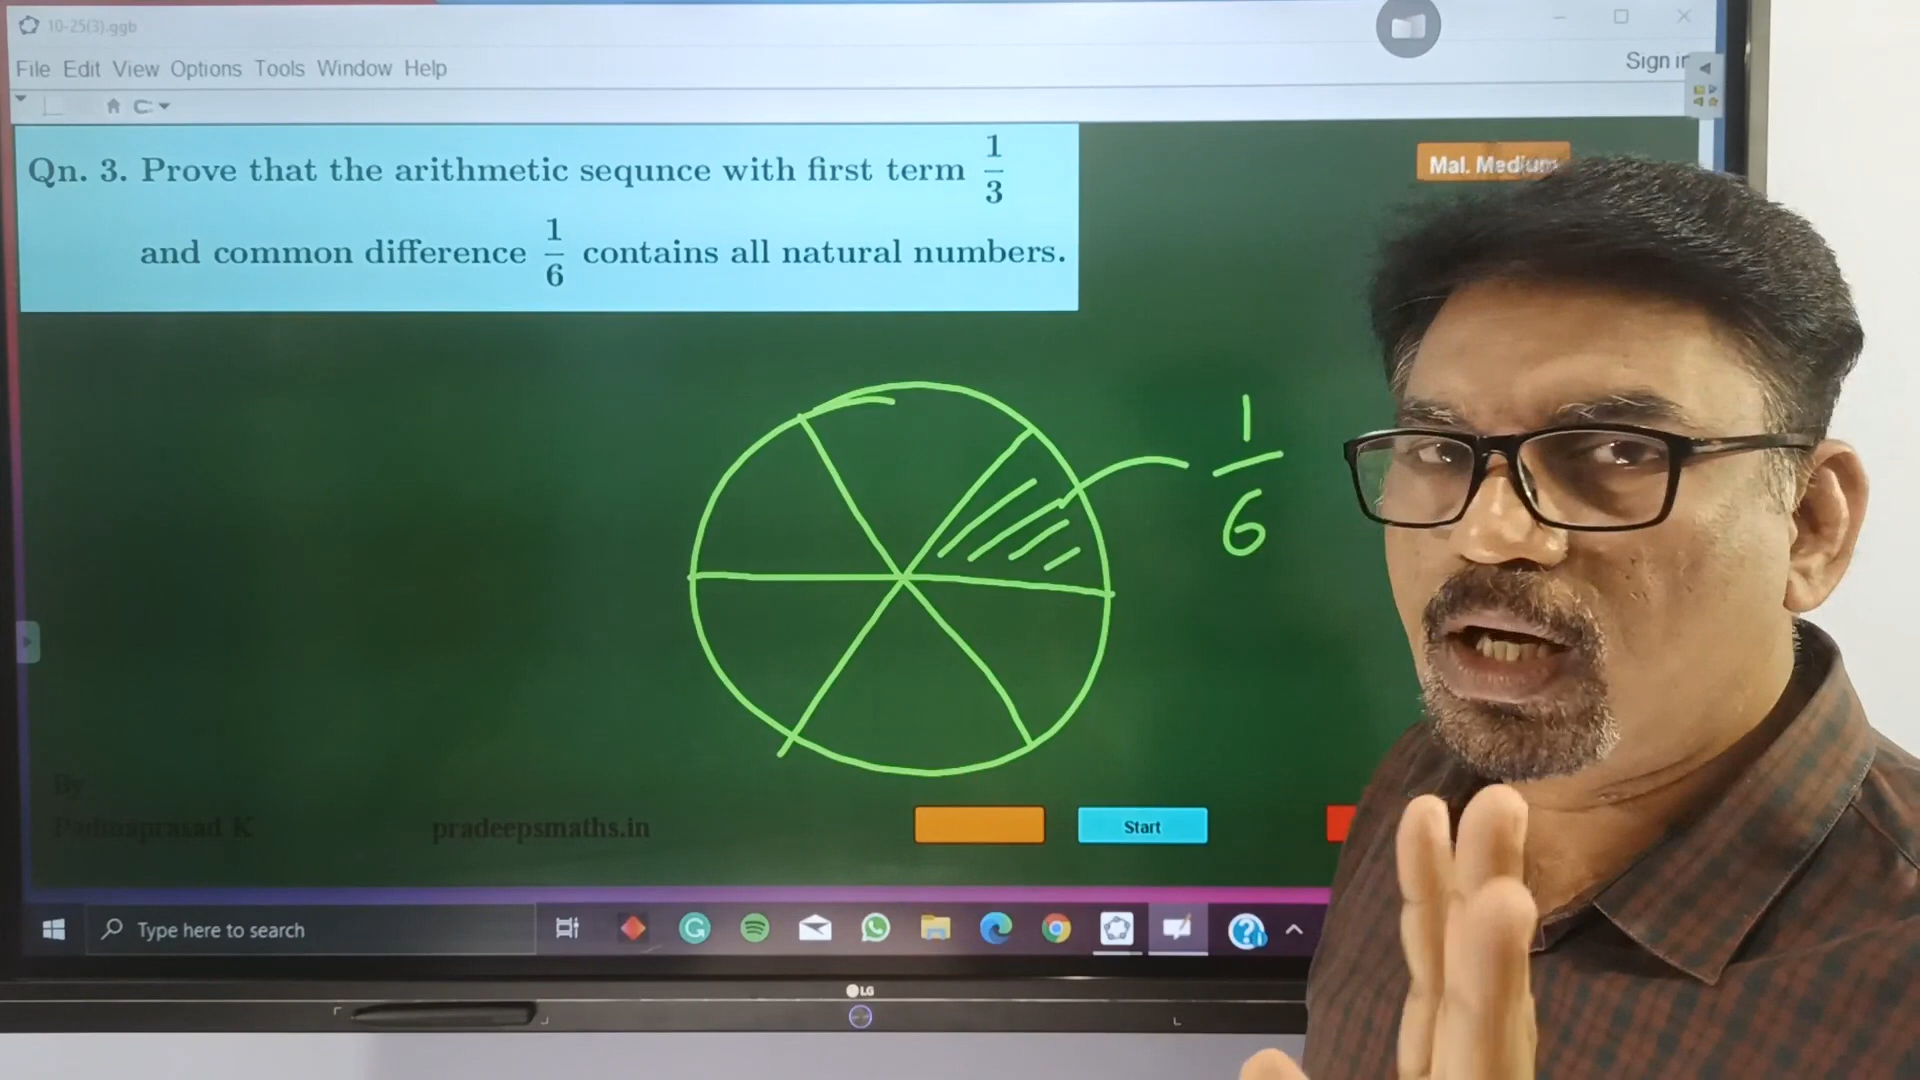 10-25(3).ggb
File Edit View Options Tools Window Help
Sign in
Qn. 3. Prove that the arithmetic sequnce with first term 1/3
and common difference 1/6 contains all natural numbers.
Mal. Medium
1/6
By
Padmaprasad K
pradeepsmaths.in
Start
Type here to search
LG